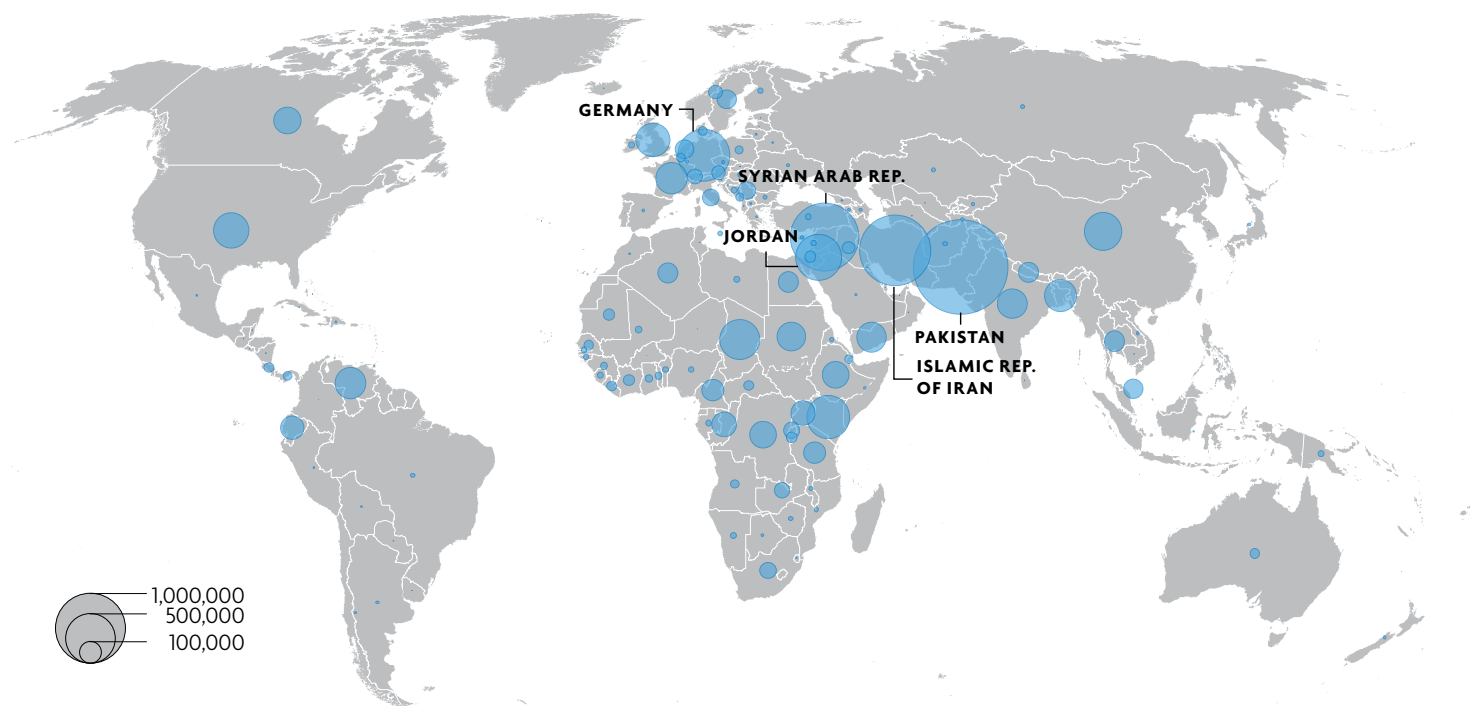 GERMANY
SYRIAN ARAB REP.
JORDAN
PAKISTAN
ISLAMIC REP.
OF IRAN
1,000,000
500,000
100,000